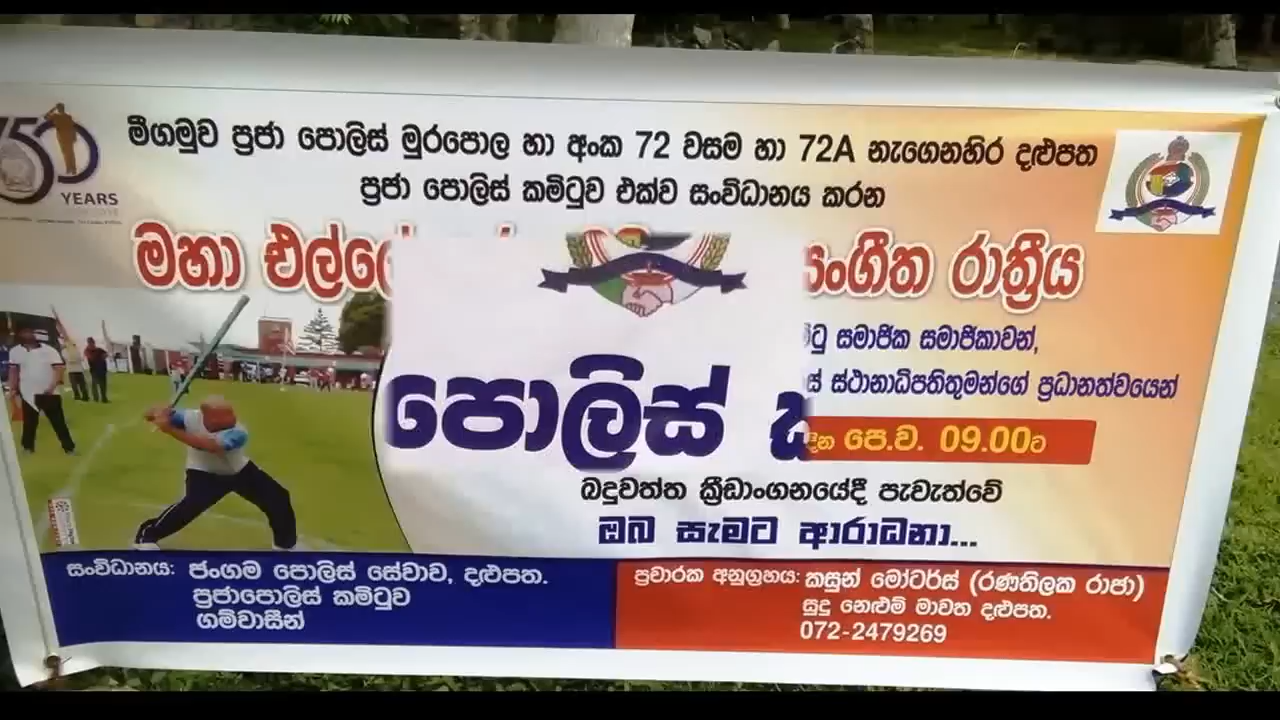 150 YEARS
මීගමුව ප්‍රජා පොලිස් මුරපොල හා අංක 72 වසම හා 72A නැගෙනහිර දළුපත
ප්‍රජා පොලිස් කමිටුව එක්ව සංවිධානය කරන
මහා සංගීත රාත්‍රීය
සමාජික සමාජිකාවන්,
ස්ථානාධිපතිතුමන්ගේ ප්‍රධානත්වයෙන්
පොලිස්
පෙ.ව. 09.00ට
බදුවත්ත ක්‍රීඩාංගනයේදී පැවැත්වේ
ඔබ සැමට ආරාධනා...
සංවිධානය: ජංගම පොලිස් සේවාව, දළුපත.
ප්‍රජාපොලිස් කමිටුව
ගම්වාසීන්
ප්‍රචාරක අනුග්‍රහය: කසුන් මෝටර්ස් (රණතිලක රාජා)
සුදු නෙළුම් මාවත දළුපත.
072-2479269